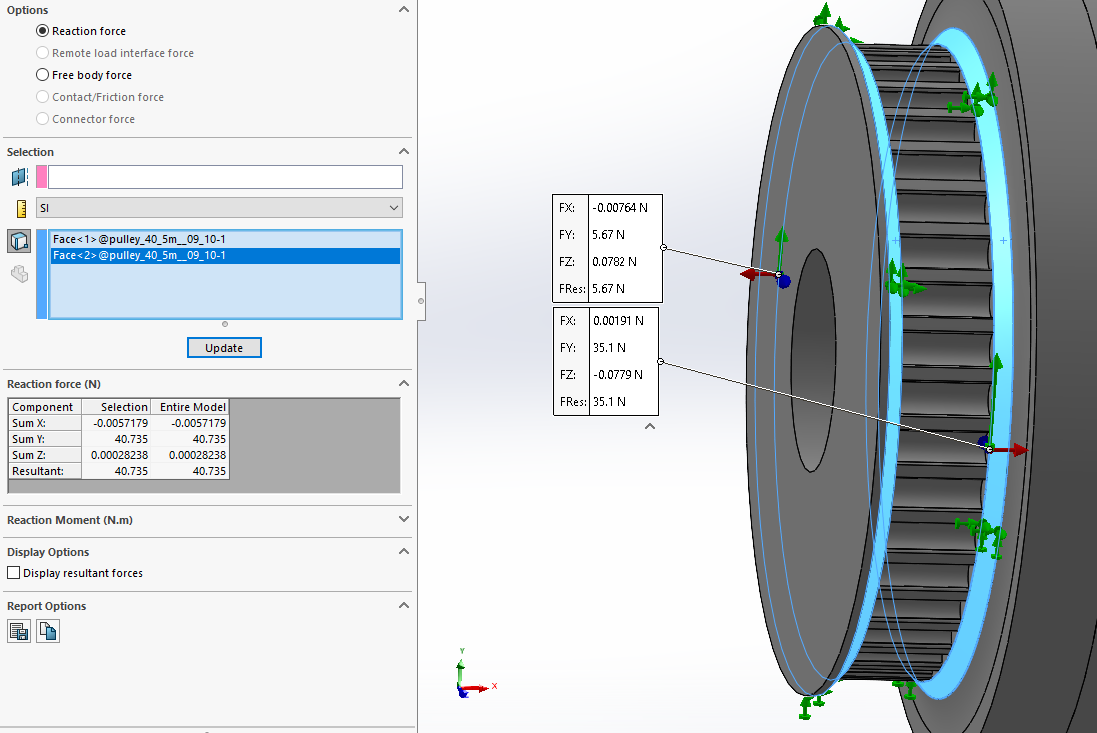 Options
Reaction force
Remote load interface force
Free body force
Contact/Friction force
Connector force
Selection
SI
Face<1>@pulley_40_5m__09_10-1
Face<2>@pulley_40_5m__09_10-1
Update
Reaction force (N)
Component Selection Entire Model
Sum X: -0.0057179 -0.0057179
Sum Y: 40.735 40.735
Sum Z: 0.00028238 0.00028238
Resultant: 40.735 40.735
Reaction Moment (N.m)
Display Options
Display resultant forces
Report Options
FX: -0.00764 N
FY: 5.67 N
FZ: 0.0782 N
FRes: 5.67 N
FX: 0.00191 N
FY: 35.1 N
FZ: -0.0779 N
FRes: 35.1 N
Y
X